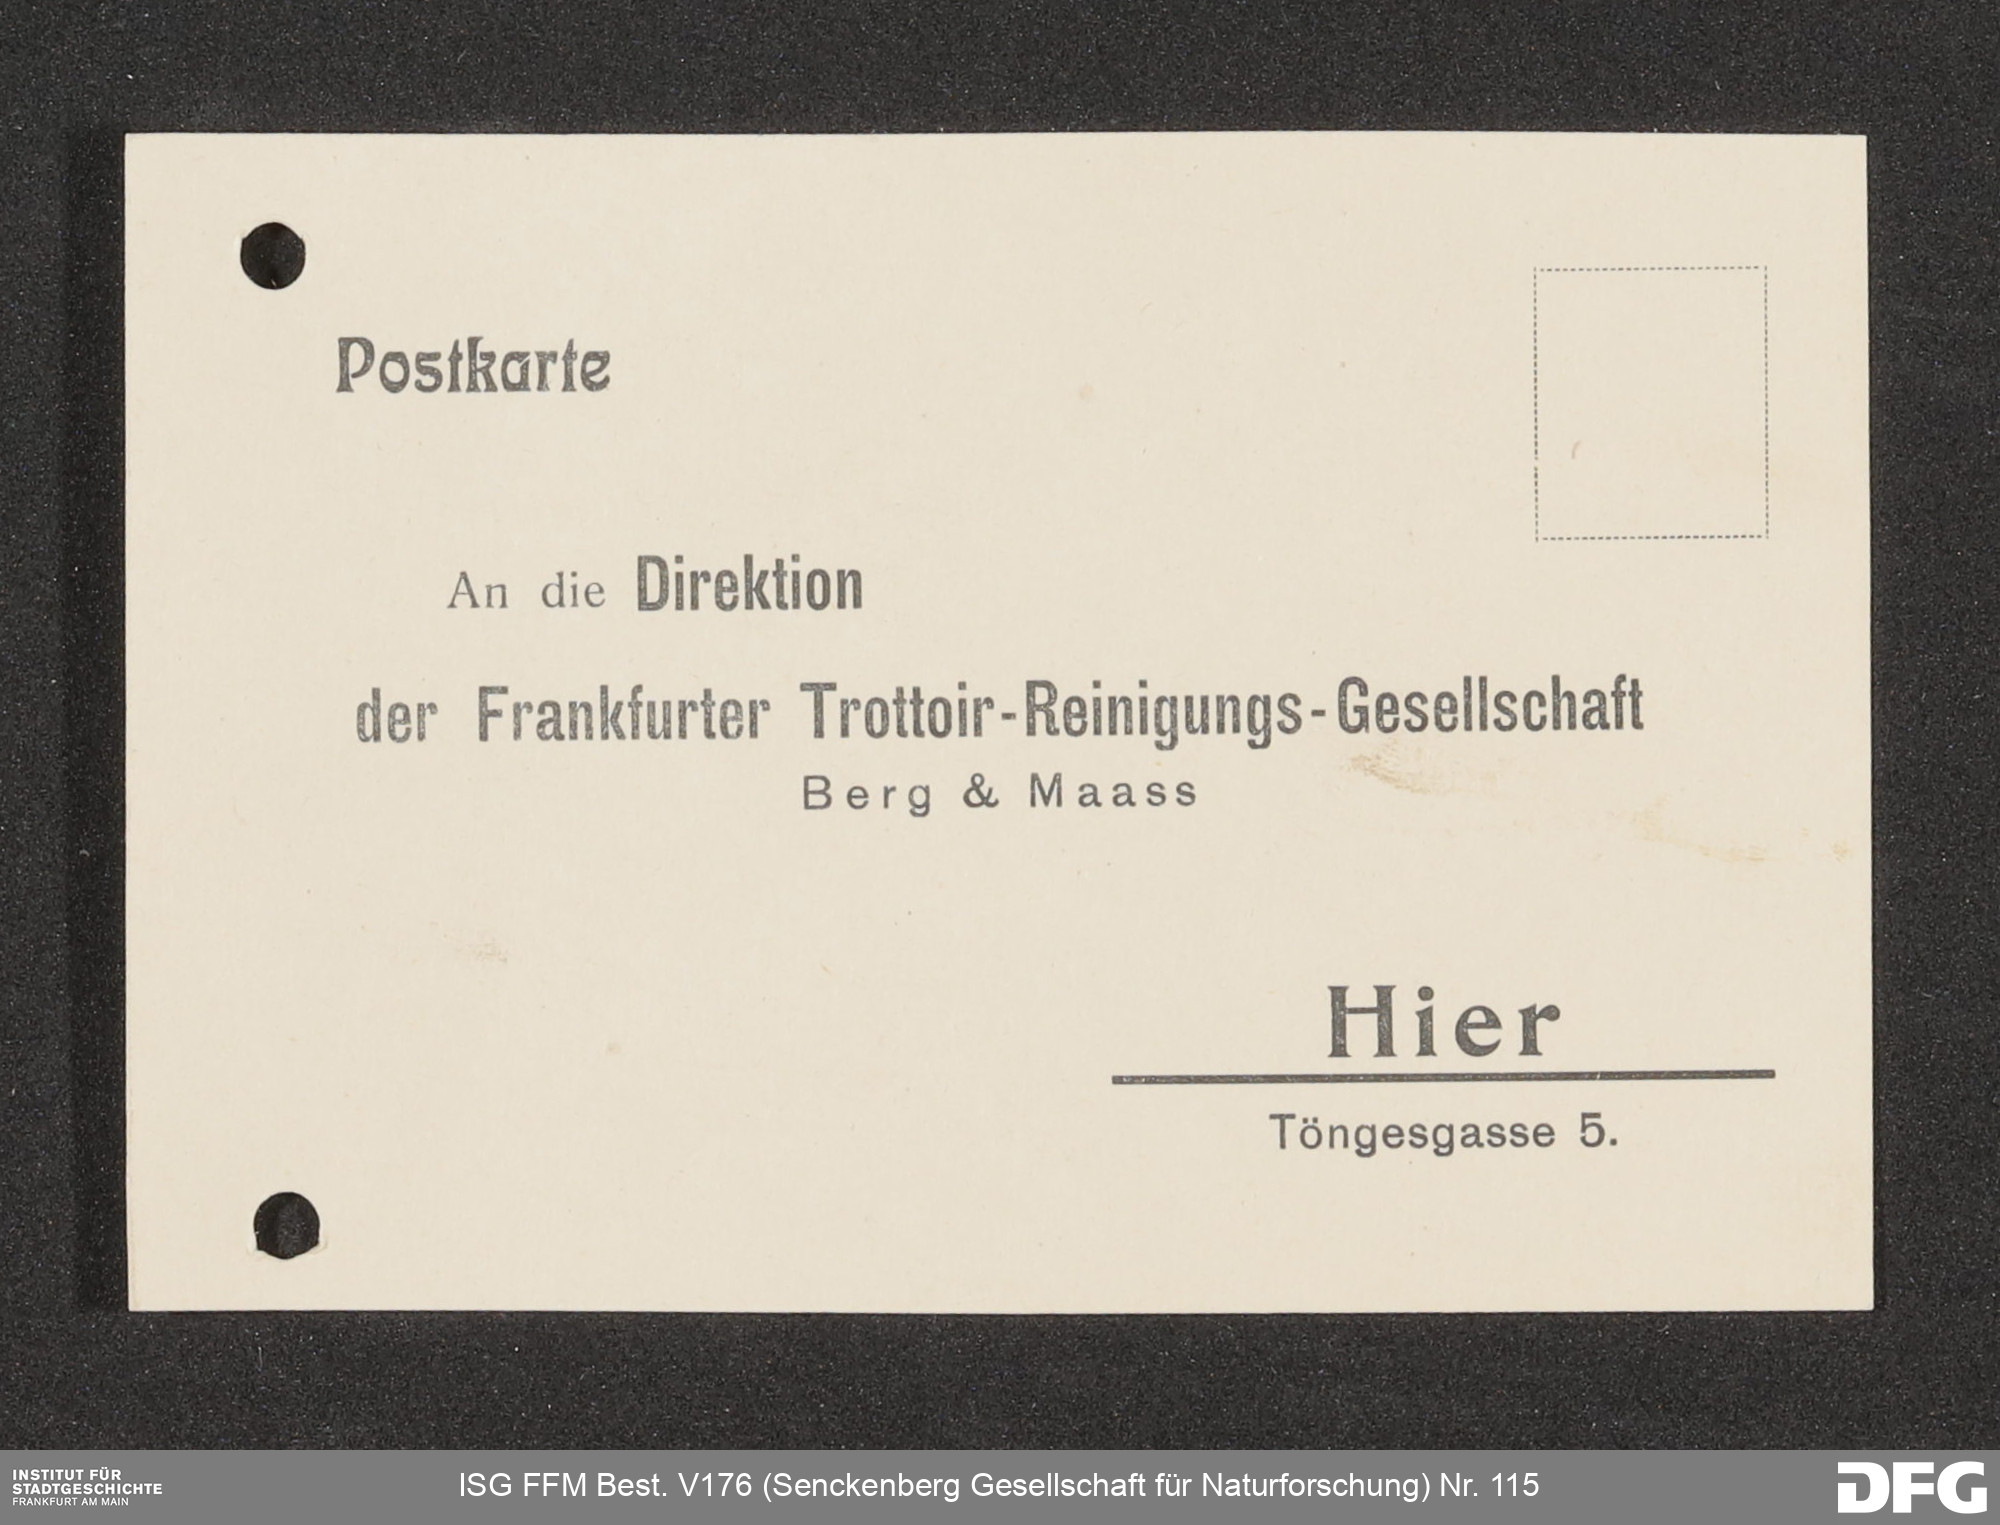 Postkarte
An die Direktion
der Frankfurter Trottoir-Reinigungs-Gesellschaft
Berg & Maass
Hier
Töngesgasse 5.
INSTITUT FÜR
STADTGESCHICHTE
FRANKFURT AM MAIN
ISG FFM Best. V176 (Senckenberg Gesellschaft für Naturforschung) Nr. 115
DFG